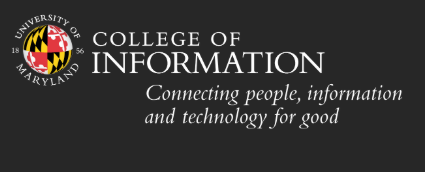 UNIVERSITY OF
18 56
MARYLAND
COLLEGE OF
INFORMATION
Connecting people, information
and technology for good